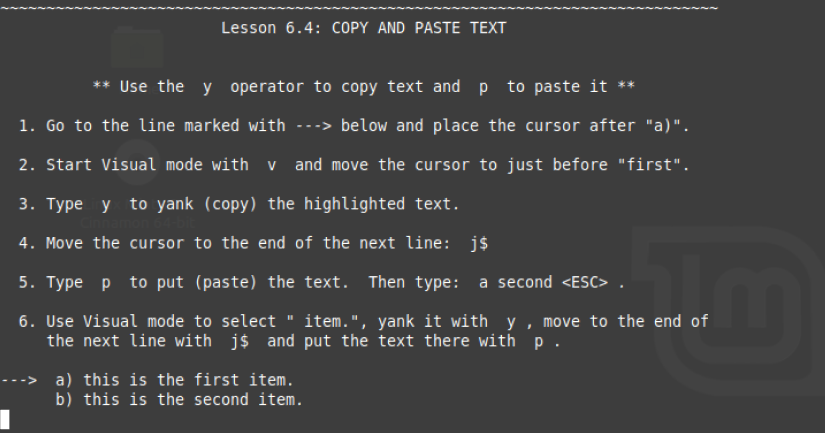 ~~~~~~~~~~~~~~~~~~~~~~~~~~~~~~~~~~~~~~~~~~~~~~~~~~~~~~~~~~~~~~~~~~~~~~~~~~~~~~
Lesson 6.4: COPY AND PASTE TEXT
** Use the  y  operator to copy text and  p  to paste it **
1. Go to the line marked with ---> below and place the cursor after "a)".
2. Start Visual mode with  v  and move the cursor to just before "first".
3. Type  y  to yank (copy) the highlighted text.
4. Move the cursor to the end of the next line:  j$
5. Type  p  to put (paste) the text.  Then type:  a second <ESC> .
6. Use Visual mode to select " item.", yank it with  y , move to the end of
the next line with  j$  and put the text there with  p .
--->  a) this is the first item.
b) this is the second item.